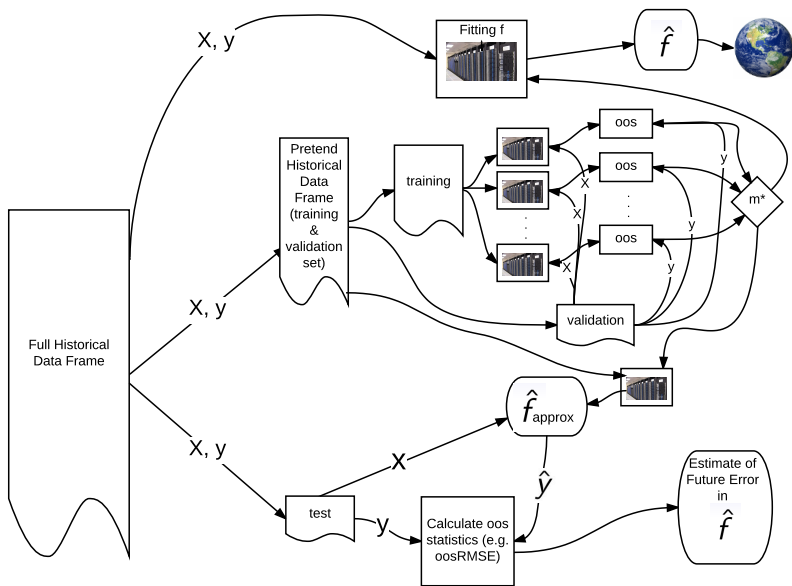 X, y
Fitting f
f̂
Pretend
Historical
Data
Frame
(training
&
validation
set)
training
oos
oos
oos
X
X
X
y
y
y
m*
validation
Full Historical
Data Frame
X, y
X, y
f̂approx
X
ŷ
test
y
Calculate oos
statistics (e.g.
oosRMSE)
Estimate of
Future Error
in
f̂